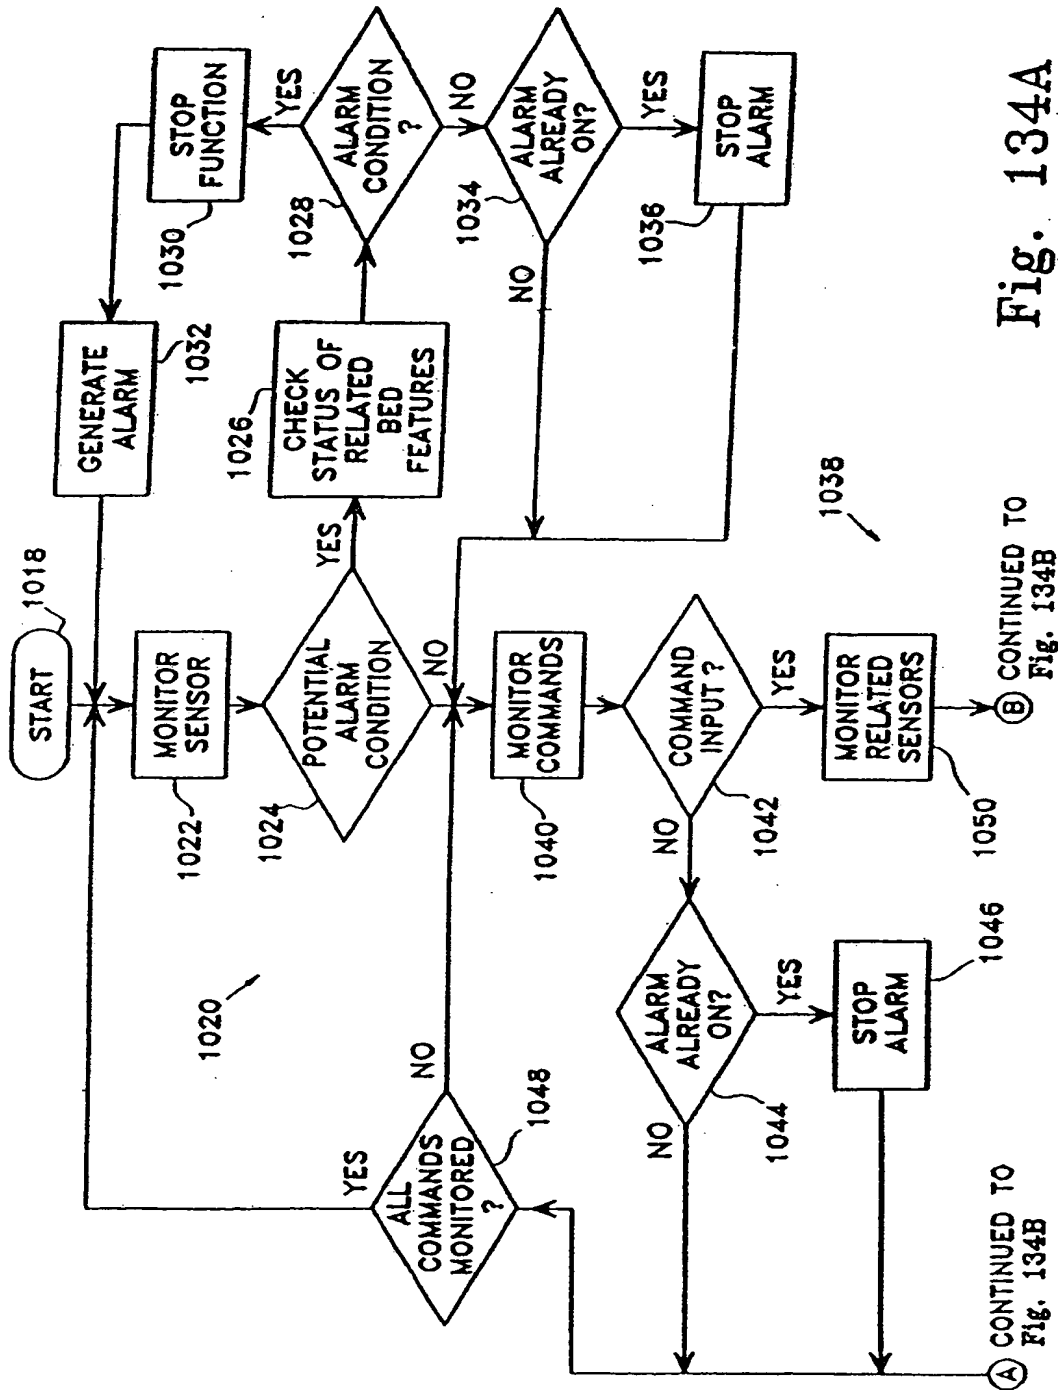 START
1018
GENERATE
ALARM
1032
STOP
FUNCTION
1030
MONITOR
SENSOR
1022
POTENTIAL
ALARM
CONDITION
1024
YES
NO
CHECK
STATUS OF
RELATED
BED
FEATURES
1026
ALARM
CONDITION
?
1028
YES
NO
ALARM
ALREADY
ON?
1034
NO
YES
STOP
ALARM
1036
1020
1038
ALL
COMMANDS
MONITORED
?
1048
YES
NO
MONITOR
COMMANDS
1040
COMMAND
INPUT ?
1042
NO
YES
ALARM
ALREADY
ON?
1044
NO
YES
STOP
ALARM
1046
MONITOR
RELATED
SENSORS
1050
A CONTINUED TO
Fig. 134B
B CONTINUED TO
Fig. 134B
Fig. 134A